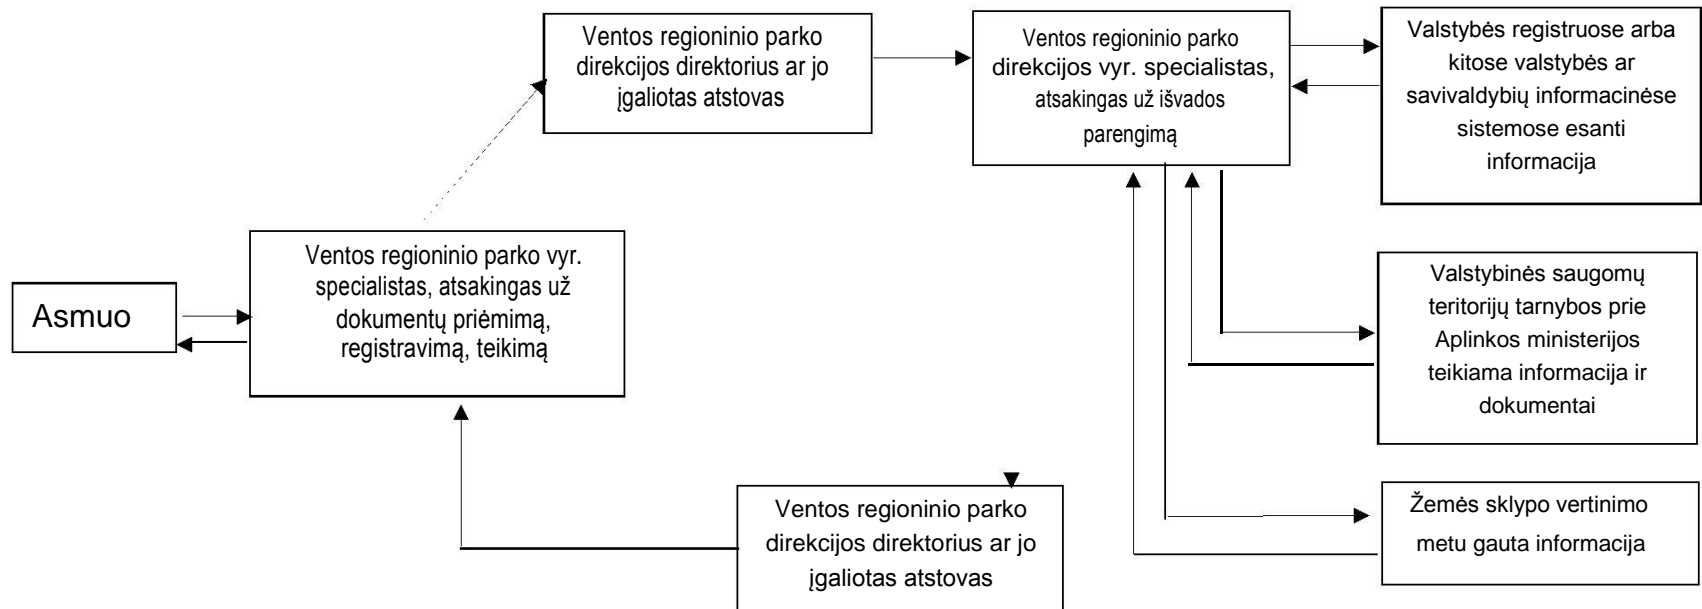 Ventos regioninio parko
direkcijos direktorius ar jo
įgaliotas atstovas
Ventos regioninio parko
direkcijos vyr. specialistas,
atsakingas už išvados
parengimą
Valstybės registruose arba
kitose valstybės ar
savivaldybių informacinėse
sistemose esanti
informacija
Asmuo
Ventos regioninio parko vyr.
specialistas, atsakingas už
dokumentų priėmimą,
registravimą, teikimą
Valstybinės saugomų
teritorijų tarnybos prie
Aplinkos ministerijos
teikiama informacija ir
dokumentai
Ventos regioninio parko
direkcijos direktorius ar jo
įgaliotas atstovas
Žemės sklypo vertinimo
metu gauta informacija